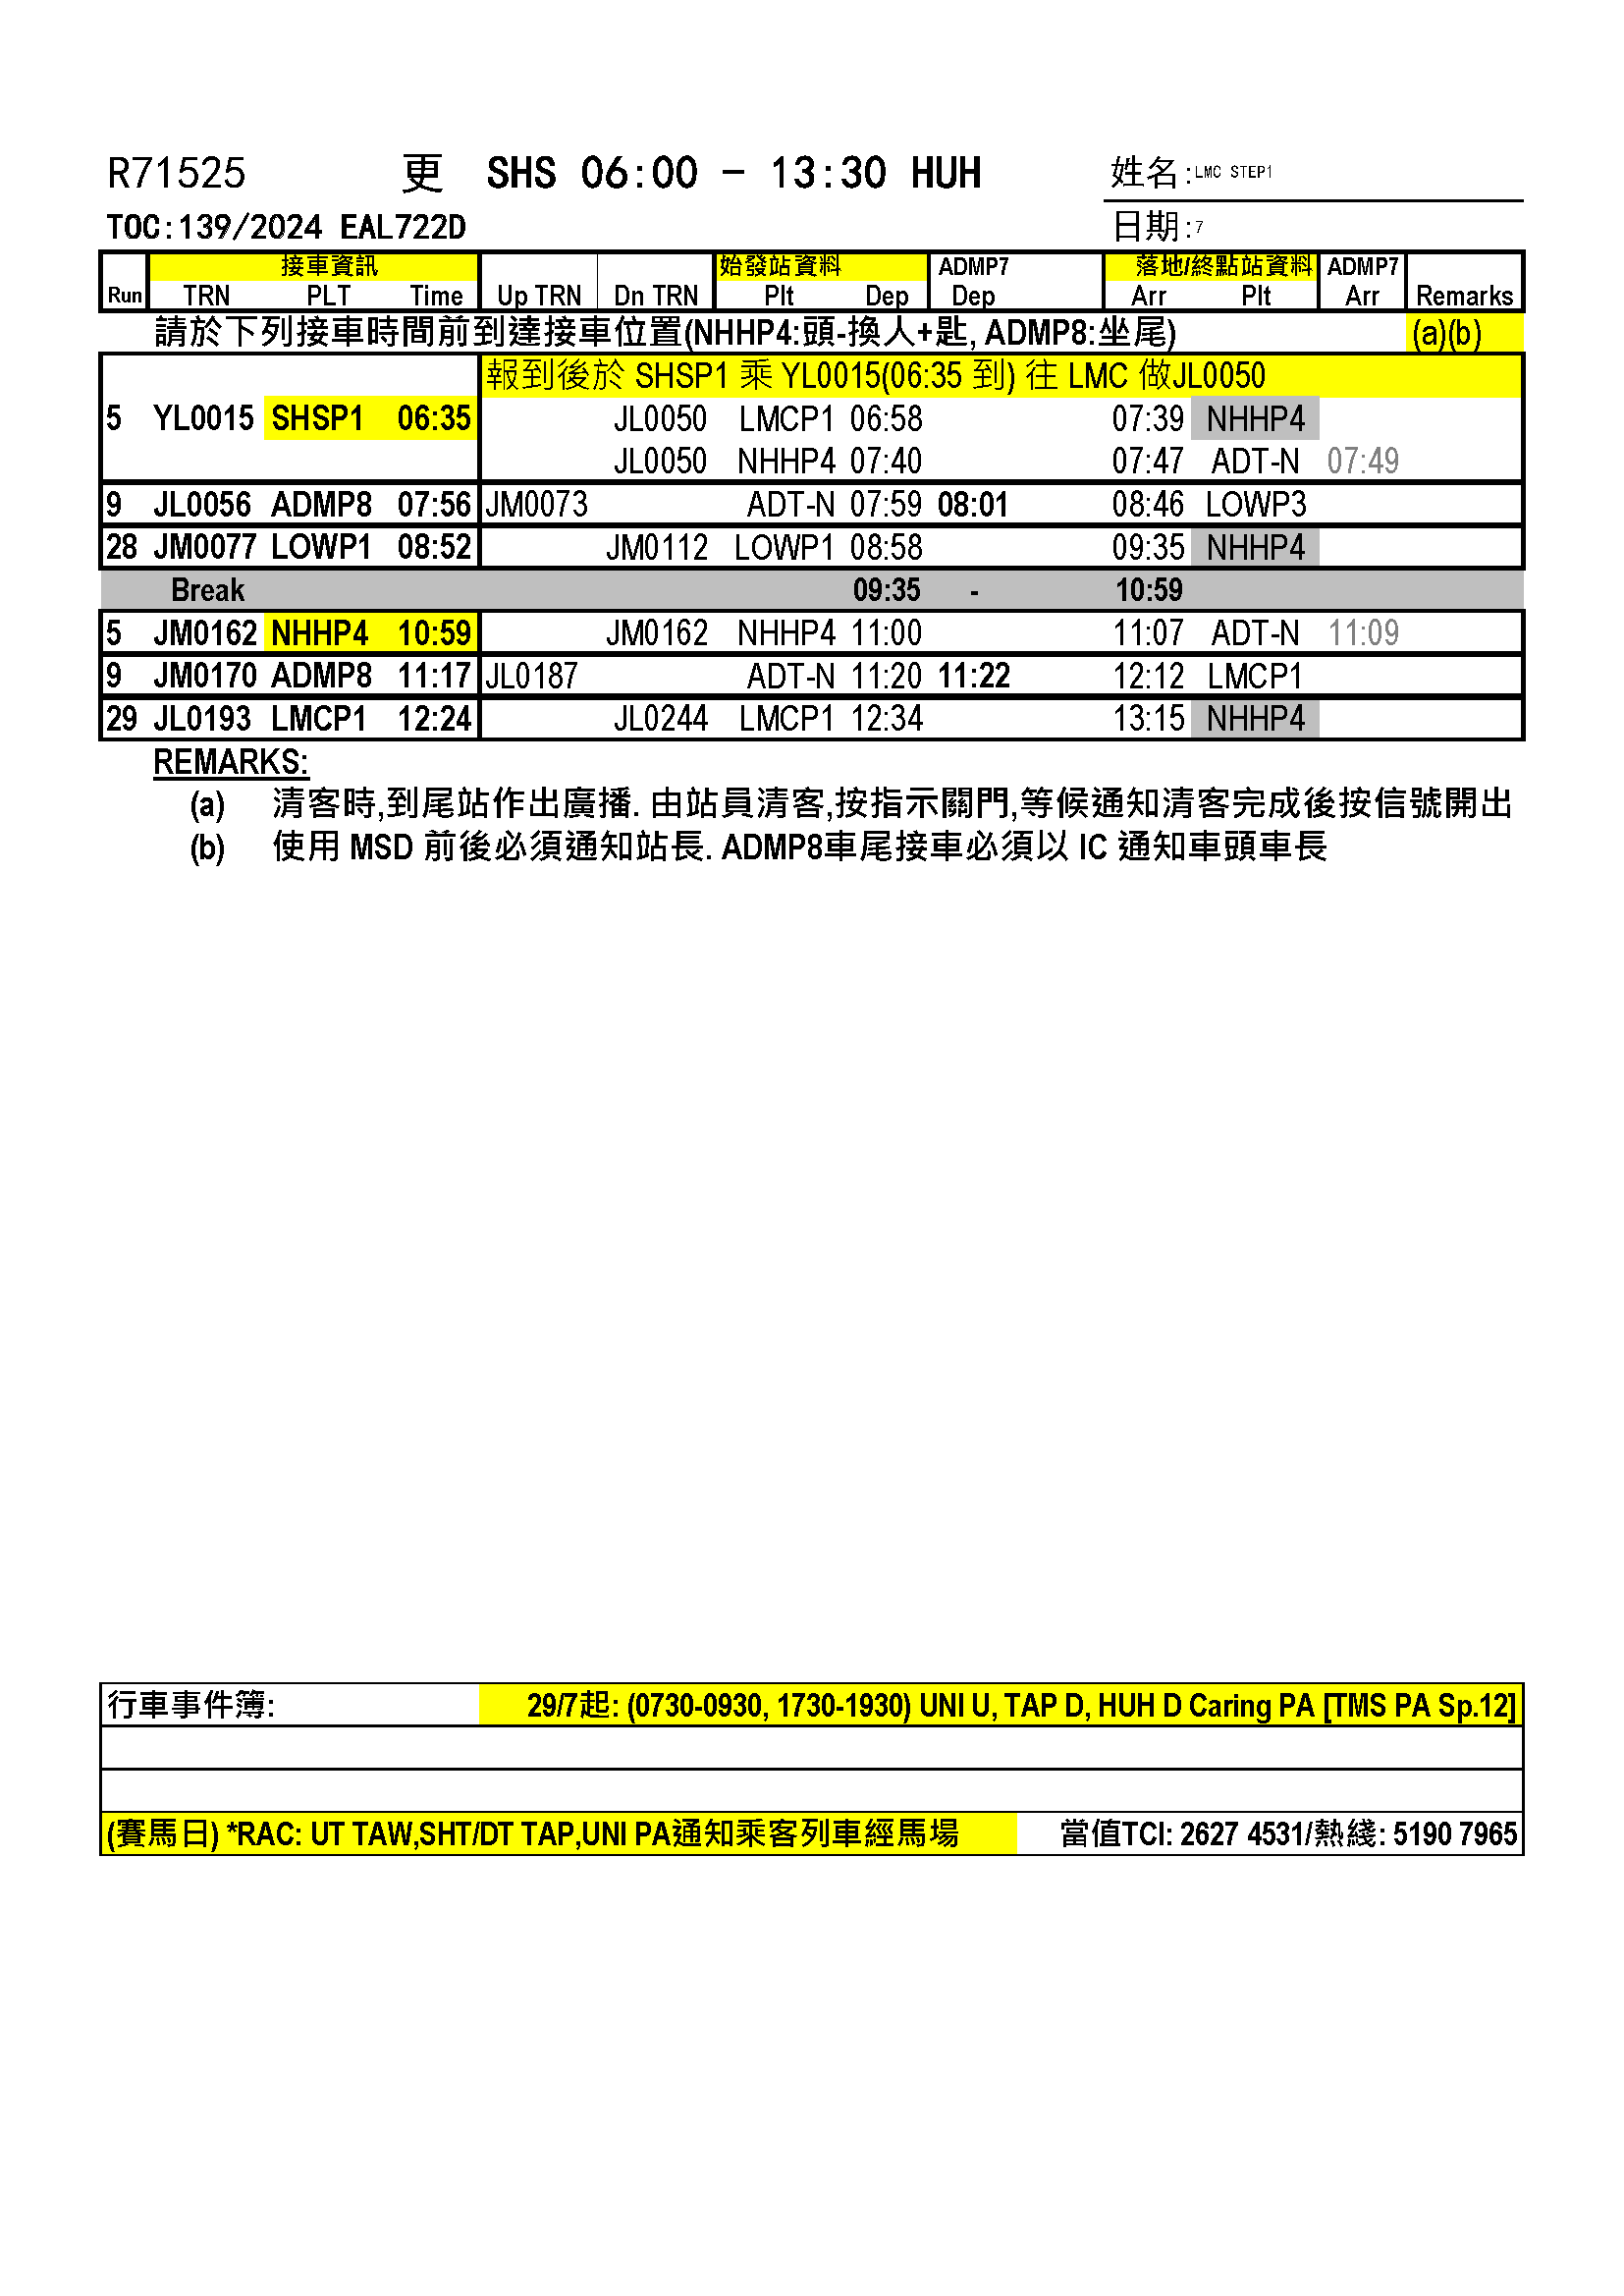 R71525 更 SHS 06:00 - 13:30 HUH 姓名:LMC STEP1
TOC:139/2024 EAL722D 日期:7
接車資訊 始發站資料 ADMP7 落地/終點站資料 ADMP7
Run TRN PLT Time Up TRN Dn TRN Plt Dep Dep Arr Plt Arr Remarks
請於下列接車時間前到達接車位置(NHHP4:頭-換人+匙, ADMP8:坐尾) (a)(b)
報到後於 SHSP1 乘 YL0015(06:35 到) 往 LMC 做JL0050
5 YL0015 SHSP1 06:35 JL0050 LMCP1 06:58 07:39 NHHP4
JL0050 NHHP4 07:40 07:47 ADT-N 07:49
9 JL0056 ADMP8 07:56 JM0073 ADT-N 07:59 08:01 08:46 LOWP3
28 JM0077 LOWP1 08:52 JM0112 LOWP1 08:58 09:35 NHHP4
Break 09:35 - 10:59
5 JM0162 NHHP4 10:59 JM0162 NHHP4 11:00 11:07 ADT-N 11:09
9 JM0170 ADMP8 11:17 JL0187 ADT-N 11:20 11:22 12:12 LMCP1
29 JL0193 LMCP1 12:24 JL0244 LMCP1 12:34 13:15 NHHP4
REMARKS:
(a) 清客時,到尾站作出廣播. 由站員清客,按指示關門,等候通知清客完成後按信號開出
(b) 使用 MSD 前後必須通知站長. ADMP8車尾接車必須以 IC 通知車頭車長
行車事件簿: 29/7起: (0730-0930, 1730-1930) UNI U, TAP D, HUH D Caring PA [TMS PA Sp.12]
(賽馬日) *RAC: UT TAW,SHT/DT TAP,UNI PA通知乘客列車經馬場 當值TCI: 2627 4531/熱綫: 5190 7965